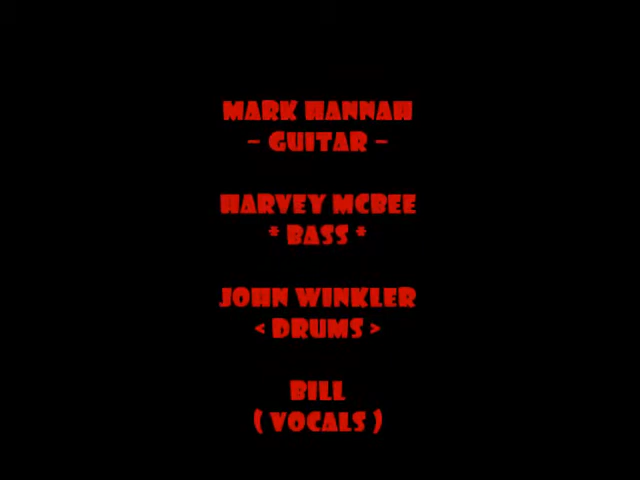 MARK HANNAH
- GUITAR -
HARVEY MCBEE
* BASS *
JOHN WINKLER
< DRUMS >
BILL
( VOCALS )